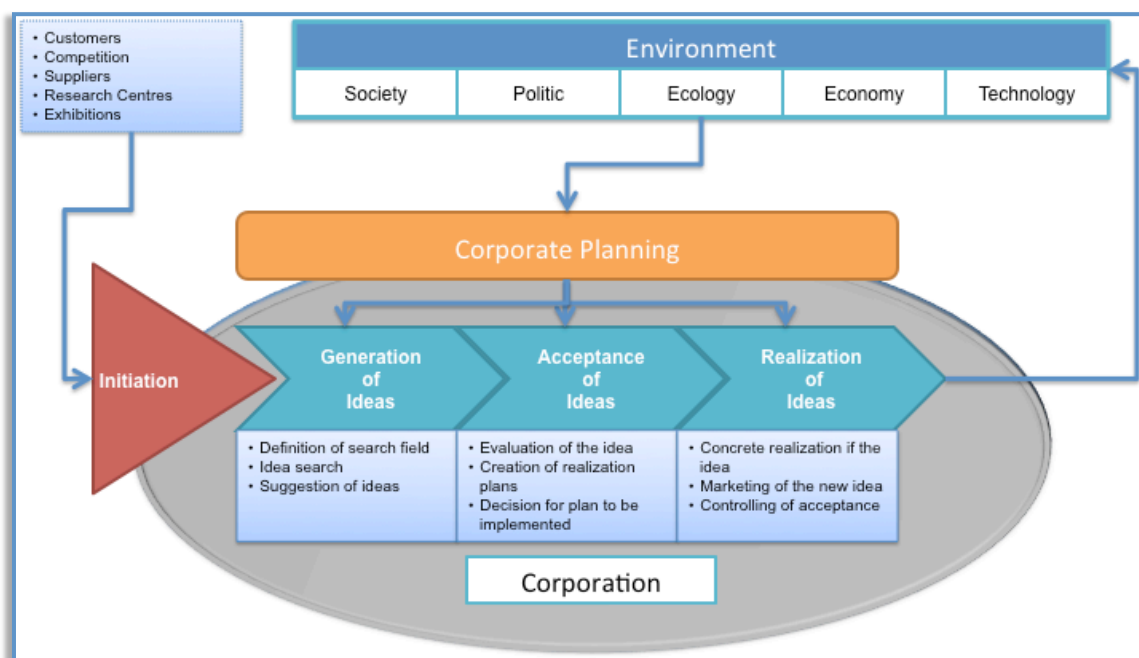 • Customers
• Competition
• Suppliers
• Research Centres
• Exhibitions
Environment
Society
Politic
Ecology
Economy
Technology
Corporate Planning
Initiation
Generation
of
Ideas
Acceptance
of
Ideas
Realization
of
Ideas
• Definition of search field
• Idea search
• Suggestion of ideas
• Evaluation of the idea
• Creation of realization
plans
• Decision for plan to be
implemented
• Concrete realization if the
idea
• Marketing of the new idea
• Controlling of acceptance
Corporation